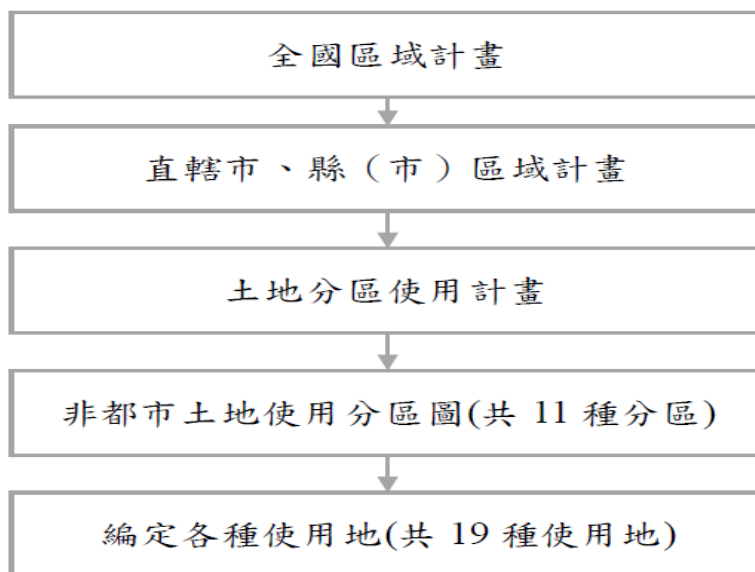 全國區域計畫
直轄市、縣（市）區域計畫
土地分區使用計畫
非都市土地使用分區圖(共 11 種分區)
編定各種使用地(共 19 種使用地)